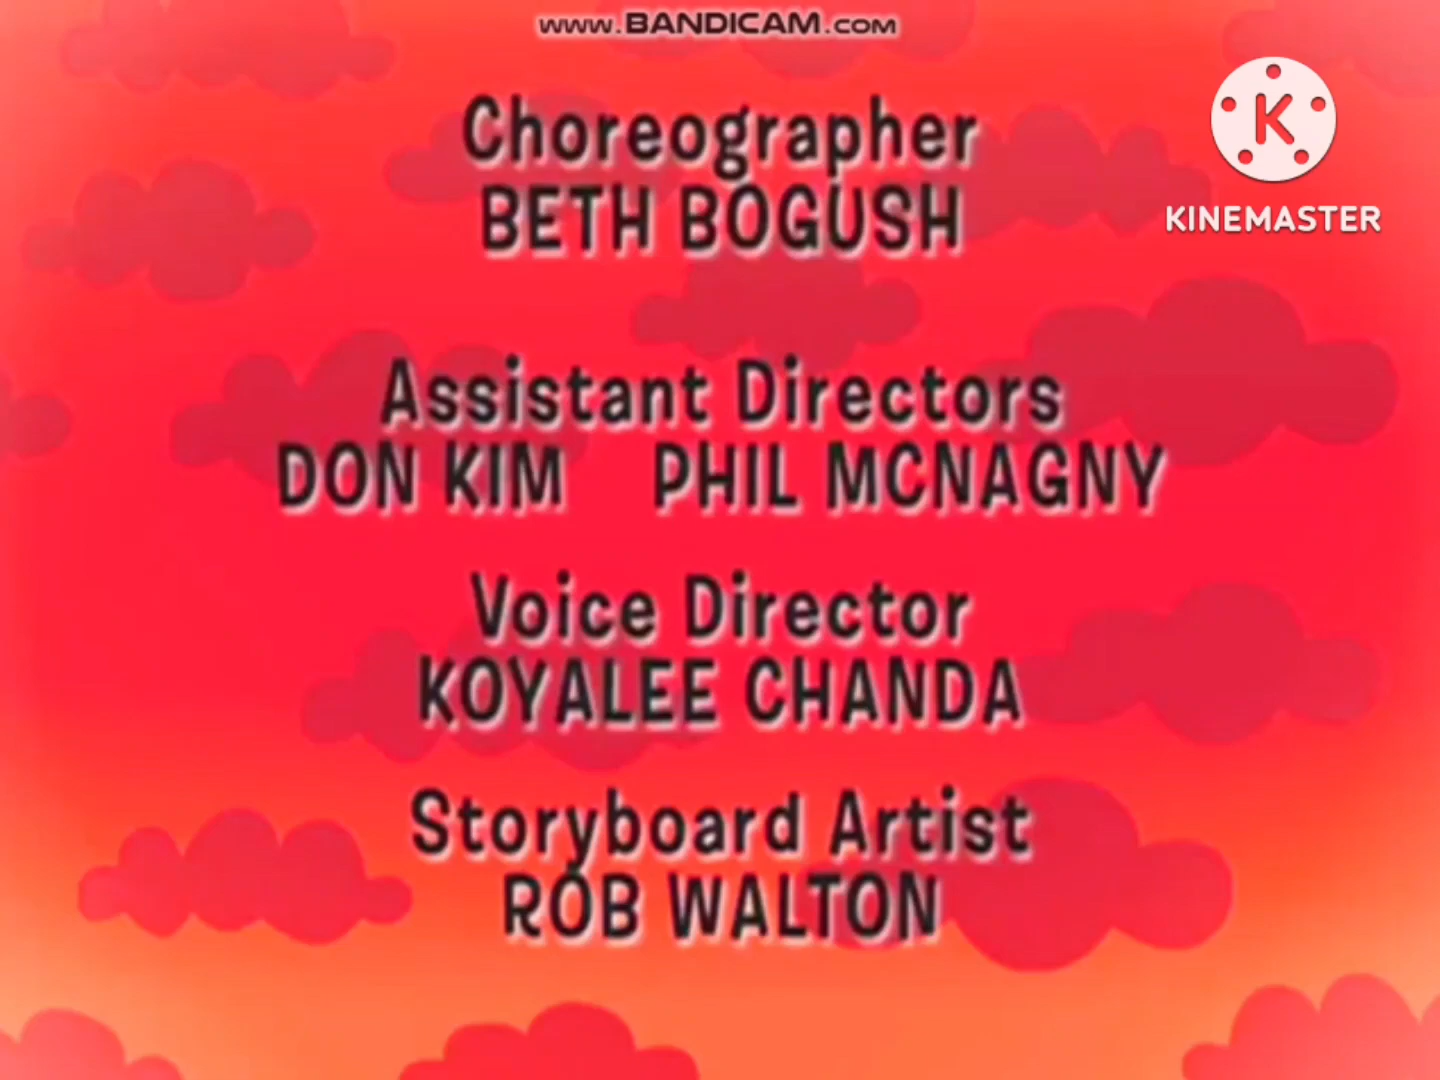 www.BANDICAM.com
K
KINEMASTER
Choreographer
BETH BOGUSH
Assistant Directors
DON KIM PHIL MCNAGNY
Voice Director
KOYALEE CHANDA
Storyboard Artist
ROB WALTON